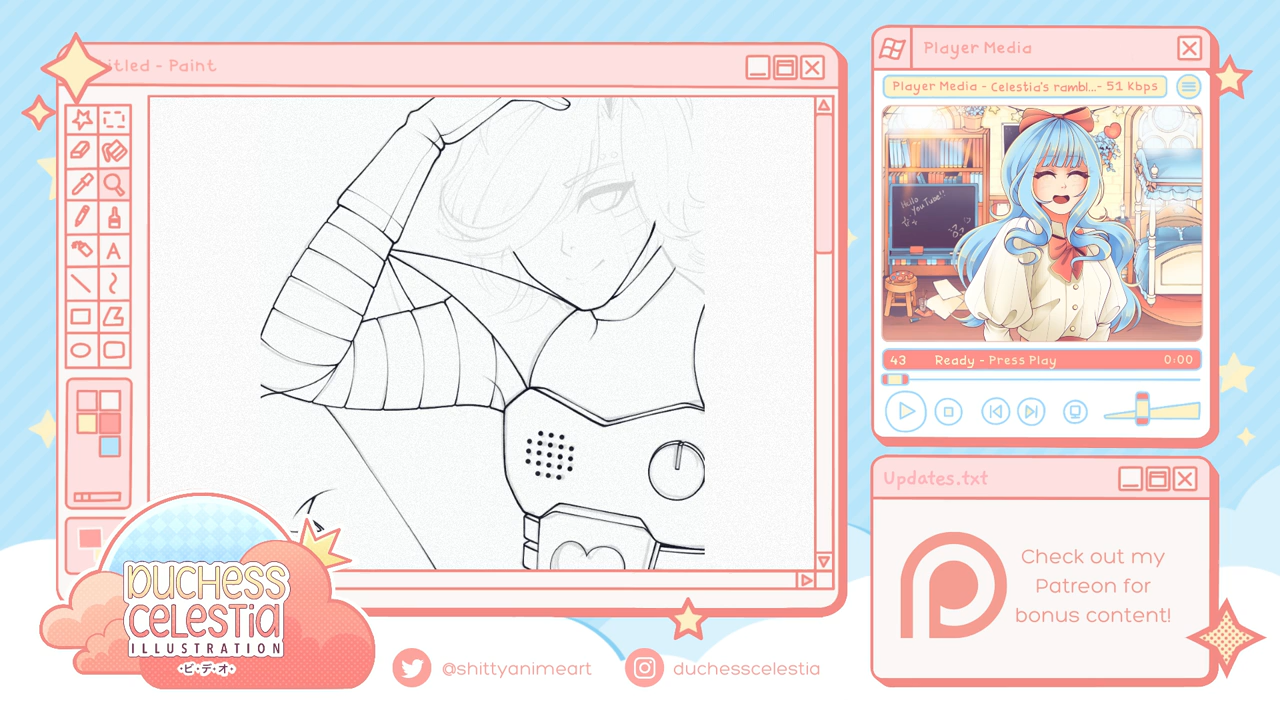 itled - Paint
A
Player Media
Player Media - Celestia's rambl...- 51 Kbps
Hello
YouTube!
43 Ready - Press Play 0:00
Updates.txt
Check out my
Patreon for
bonus content!
DUCHESS
CELESTIA
ILLUSTRATION
·ビ·デ·オ·
@shittyanimeart
duchesscelestia